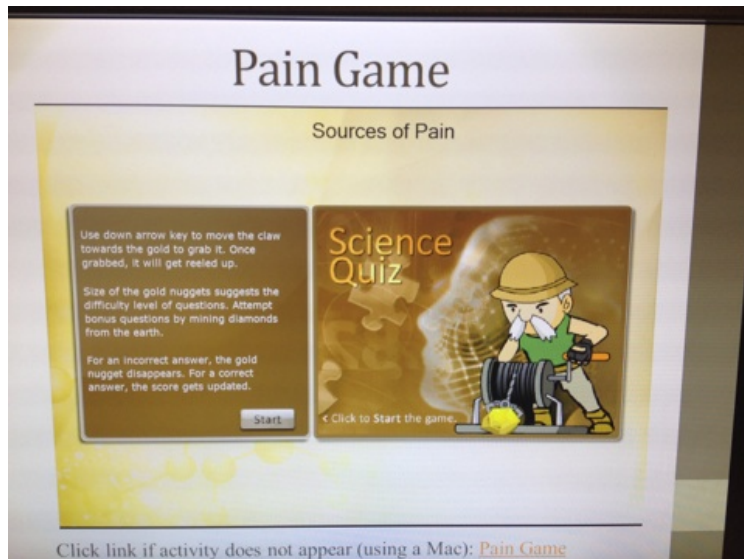 Pain Game
Sources of Pain
Use down arrow key to move the claw
towards the gold to grab it. Once
grabbed, it will get reeled up.
Size of the gold nuggets suggests the
difficulty level of questions. Attempt
bonus questions by mining diamonds
from the earth.
For an incorrect answer, the gold
nugget disappears. For a correct
answer, the score gets updated.
Start
Science
Quiz
< Click to Start the game.
Click link if activity does not appear (using a Mac): Pain Game